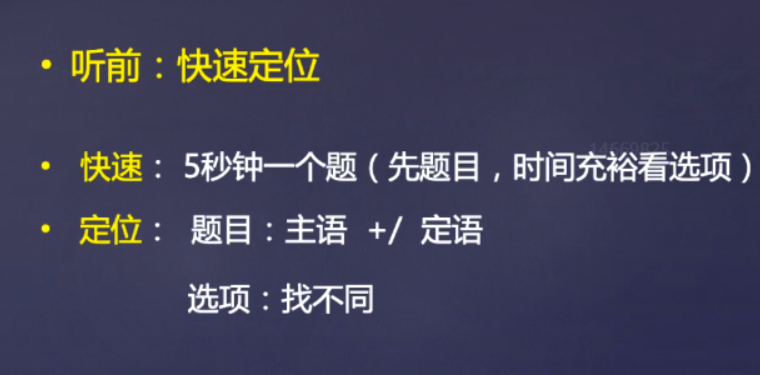 • 听前：快速定位
• 快速： 5秒钟一个题（先题目，时间充裕看选项）
• 定位： 题目：主语 +/ 定语
选项：找不同